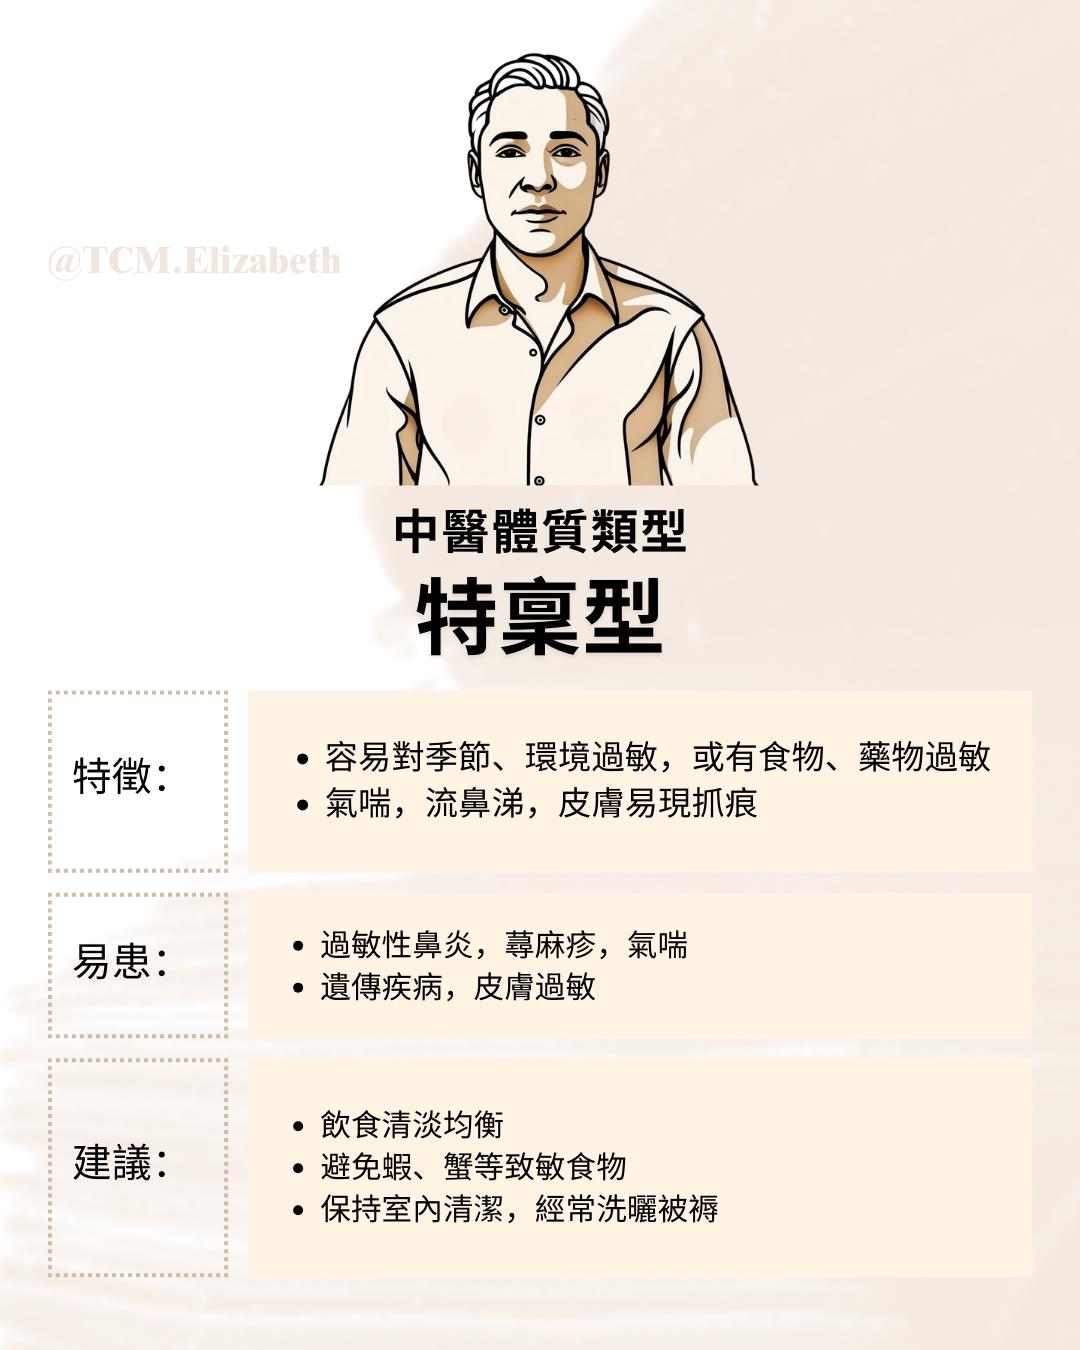 @TCM.Elizabeth
中醫體質類型
特稟型
特徵：
• 容易對季節、環境過敏，或有食物、藥物過敏
• 氣喘，流鼻涕，皮膚易現抓痕
易患：
• 過敏性鼻炎，蕁麻疹，氣喘
• 遺傳疾病，皮膚過敏
建議：
• 飲食清淡均衡
• 避免蝦、蟹等致敏食物
• 保持室內清潔，經常洗曬被褥